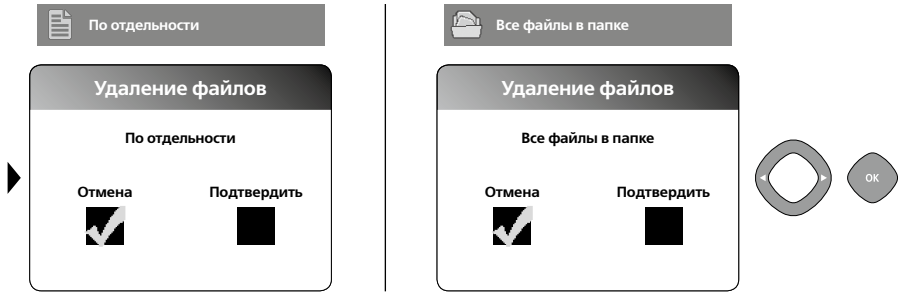 По отдельности
Удаление файлов
По отдельности
Отмена Подтвердить
Все файлы в папке
Удаление файлов
Все файлы в папке
Отмена Подтвердить
OK